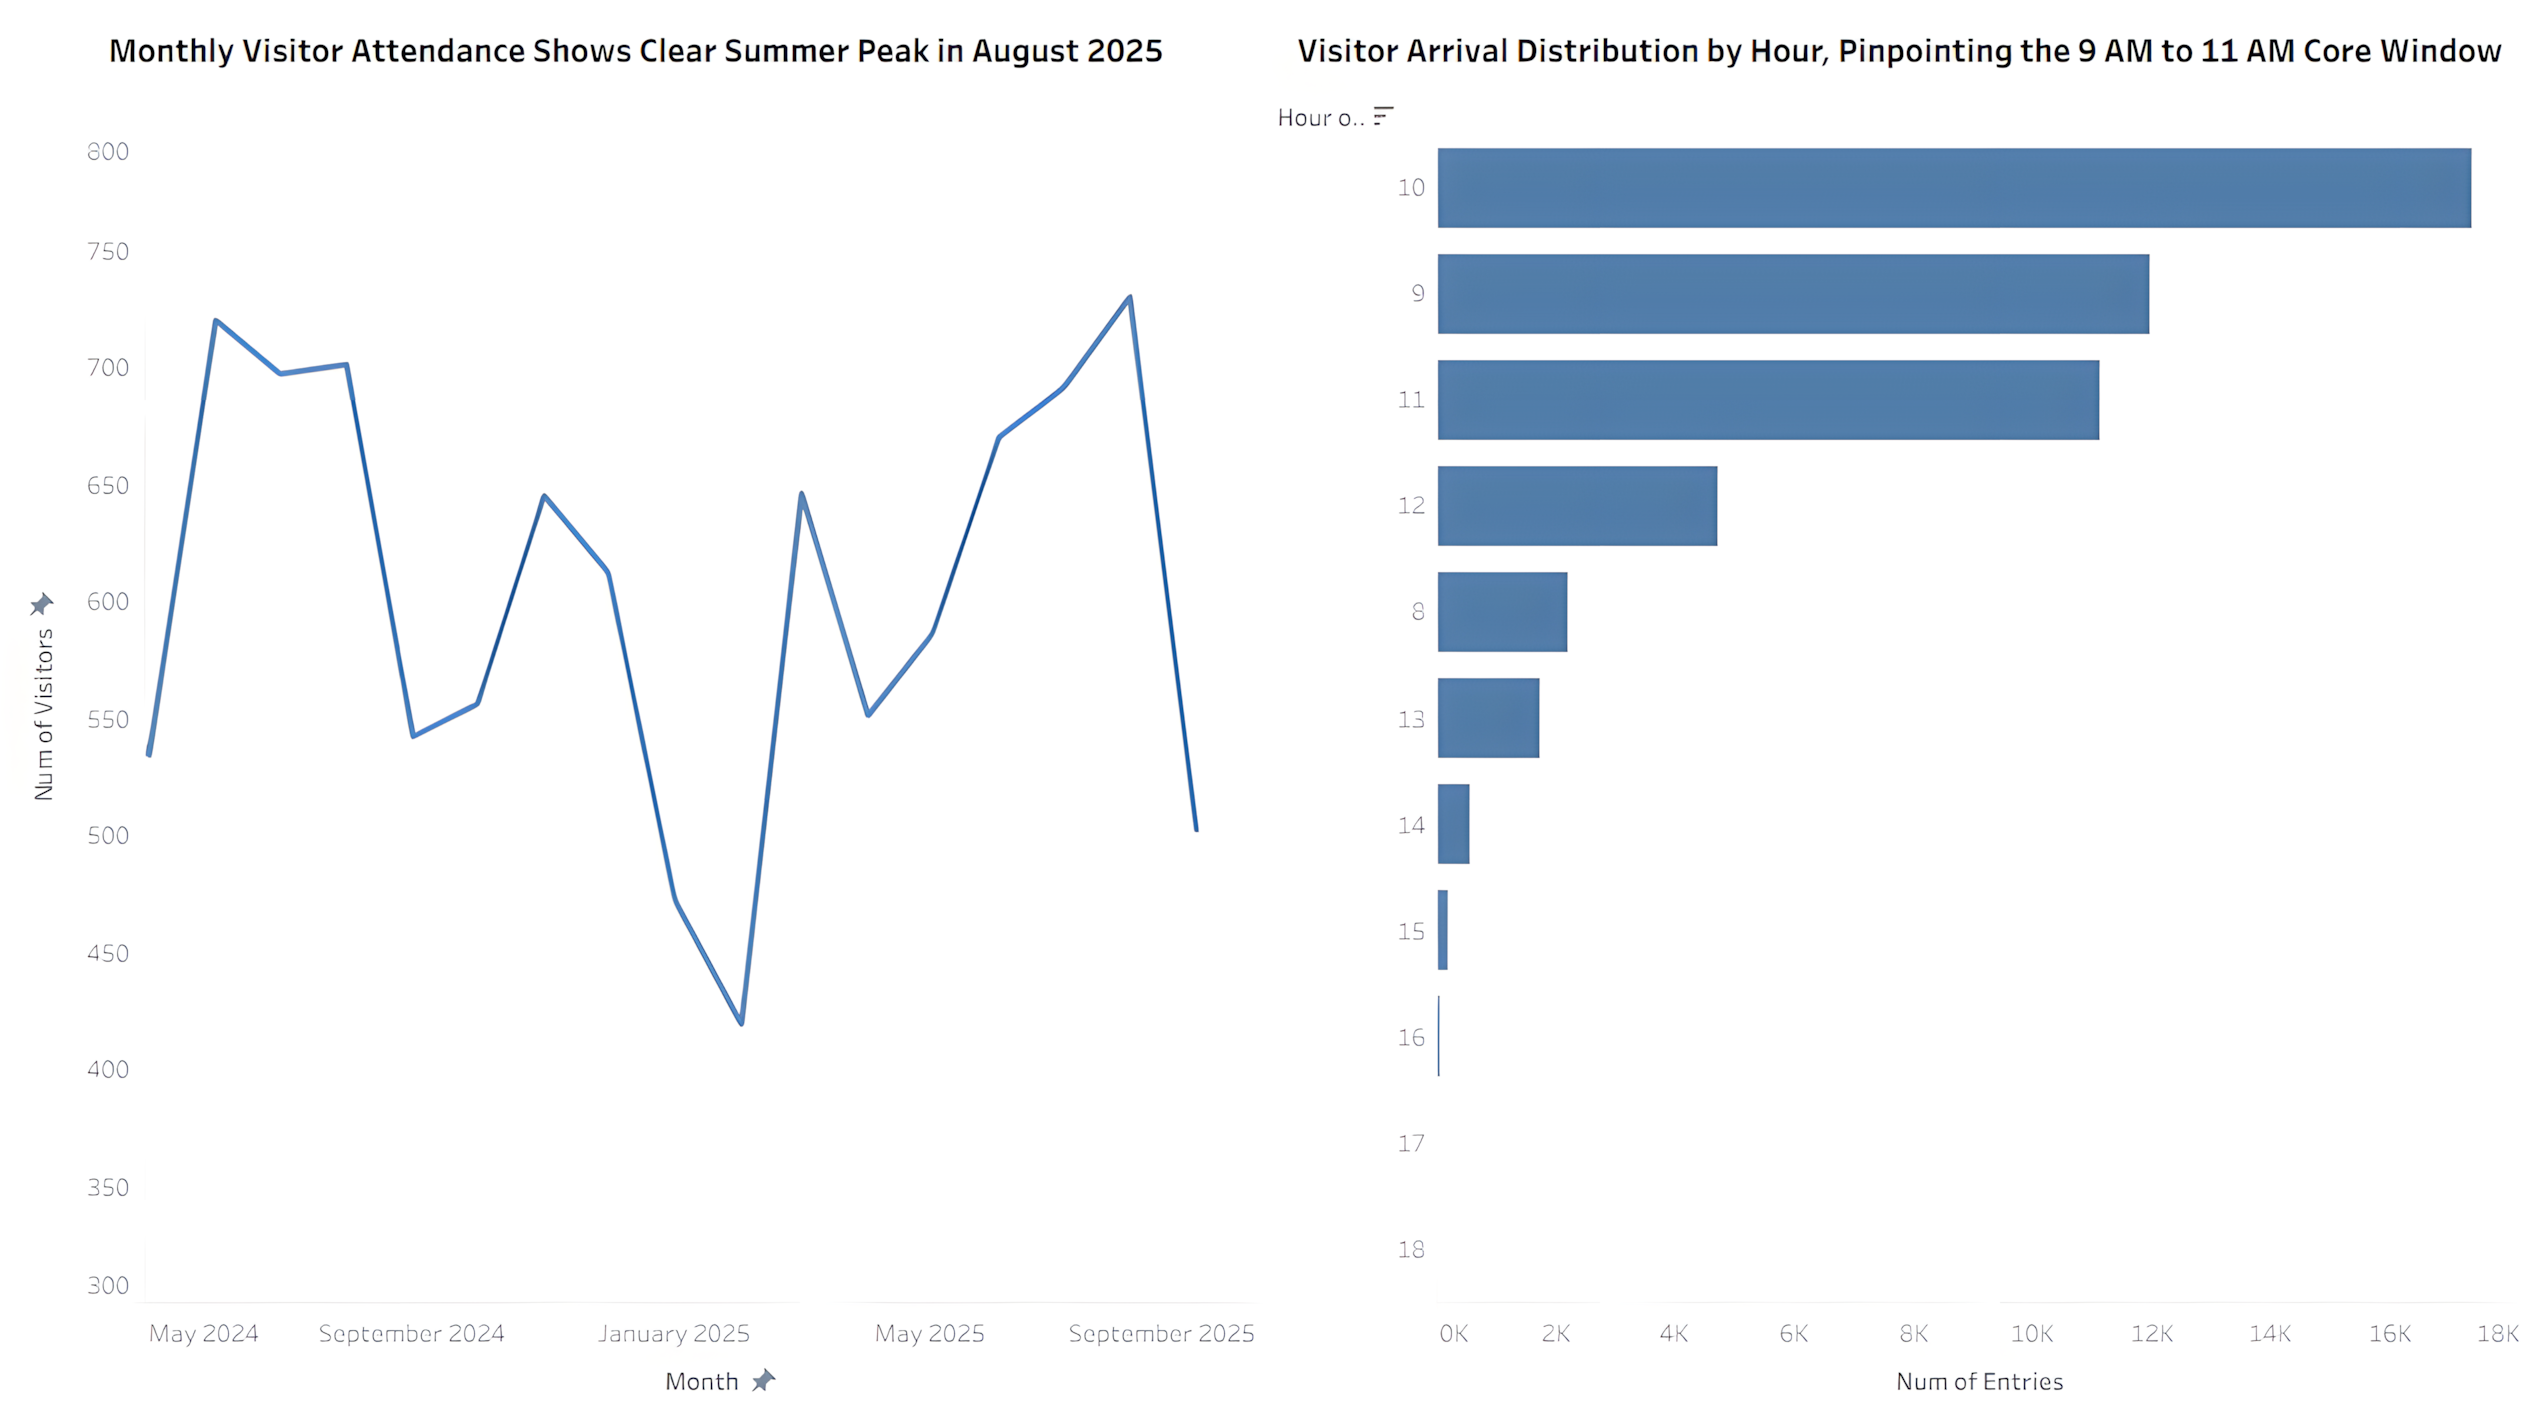 Monthly Visitor Attendance Shows Clear Summer Peak in August 2025
800
750
700
650
600
550
500
450
400
350
300
Num of Visitors
May 2024
September 2024
January 2025
May 2025
September 2025
Month
Visitor Arrival Distribution by Hour, Pinpointing the 9 AM to 11 AM Core Window
Hour o..
10
9
11
12
8
13
14
15
16
17
18
0K
2K
4K
6K
8K
10K
12K
14K
16K
18K
Num of Entries